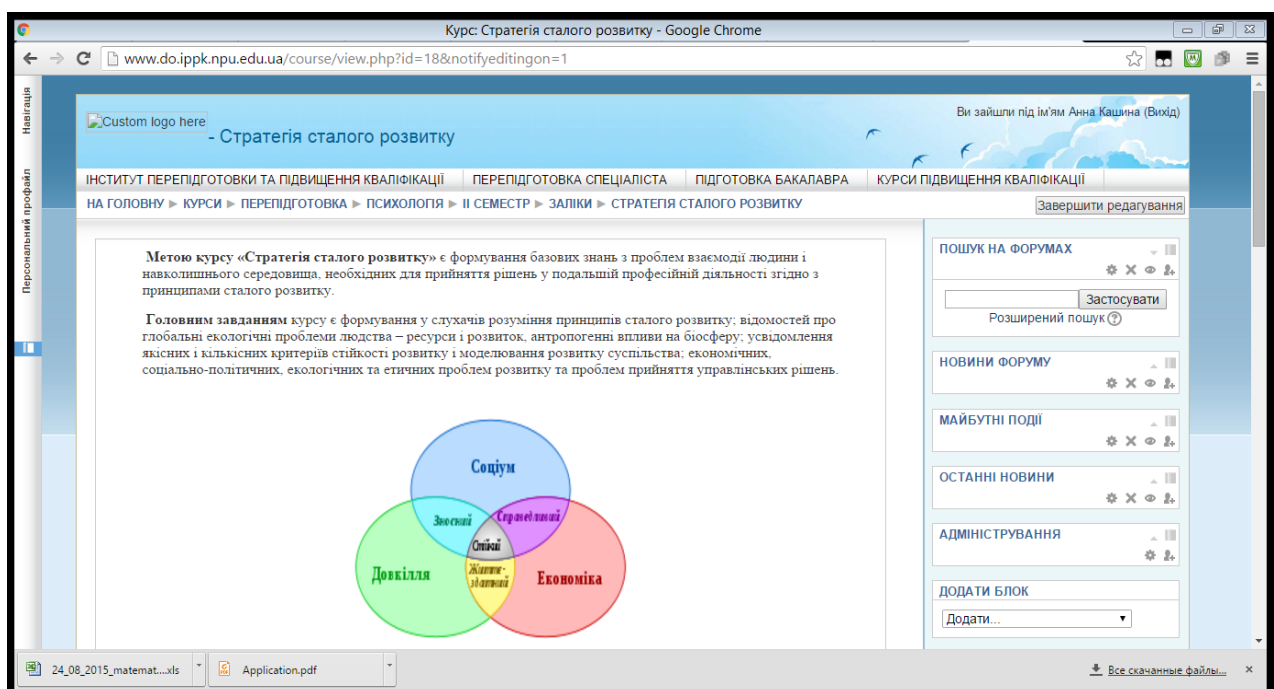 Курс: Стратегія сталого розвитку - Google Chrome
www.do.ippk.npu.edu.ua/course/view.php?id=18&notifyeditingon=1
Навігація
Персональний профайл
Custom logo here
- Стратегія сталого розвитку
Ви зайшли під ім'ям Анна Кашина (Вихід)
ІНСТИТУТ ПЕРЕПІДГОТОВКИ ТА ПІДВИЩЕННЯ КВАЛІФІКАЦІЇ ПЕРЕПІДГОТОВКА СПЕЦІАЛІСТА ПІДГОТОВКА БАКАЛАВРА КУРСИ ПІДВИЩЕННЯ КВАЛІФІКАЦІЇ
НА ГОЛОВНУ ► КУРСИ ► ПЕРЕПІДГОТОВКА ► ПСИХОЛОГІЯ ► ІІ СЕМЕСТР ► ЗАЛІКИ ► СТРАТЕГІЯ СТАЛОГО РОЗВИТКУ
Завершити редагування
Метою курсу «Стратегія сталого розвитку» є формування базових знань з проблем взаємодії людини і
навколишнього середовища, необхідних для прийняття рішень у подальшій професійній діяльності згідно з
принципами сталого розвитку.
Головним завданням курсу є формування у слухачів розуміння принципів сталого розвитку; відомостей про
глобальні екологічні проблеми людства – ресурси і розвиток, антропогенні впливи на біосферу; усвідомлення
якісних і кількісних критеріїв стійкості розвитку і моделювання розвитку суспільства; економічних,
соціально-політичних, екологічних та етичних проблем розвитку та проблем прийняття управлінських рішень.
Соціум
Зносний
Справедливий
Стійкий
Довкілля
Життє-
здатний
Економіка
ПОШУК НА ФОРУМАХ
Застосувати
Розширений пошук
НОВИНИ ФОРУМУ
МАЙБУТНІ ПОДІЇ
ОСТАННІ НОВИНИ
АДМІНІСТРУВАННЯ
ДОДАТИ БЛОК
Додати...
24_08_2015_matemat....xls
Application.pdf
Все скачанные файлы...